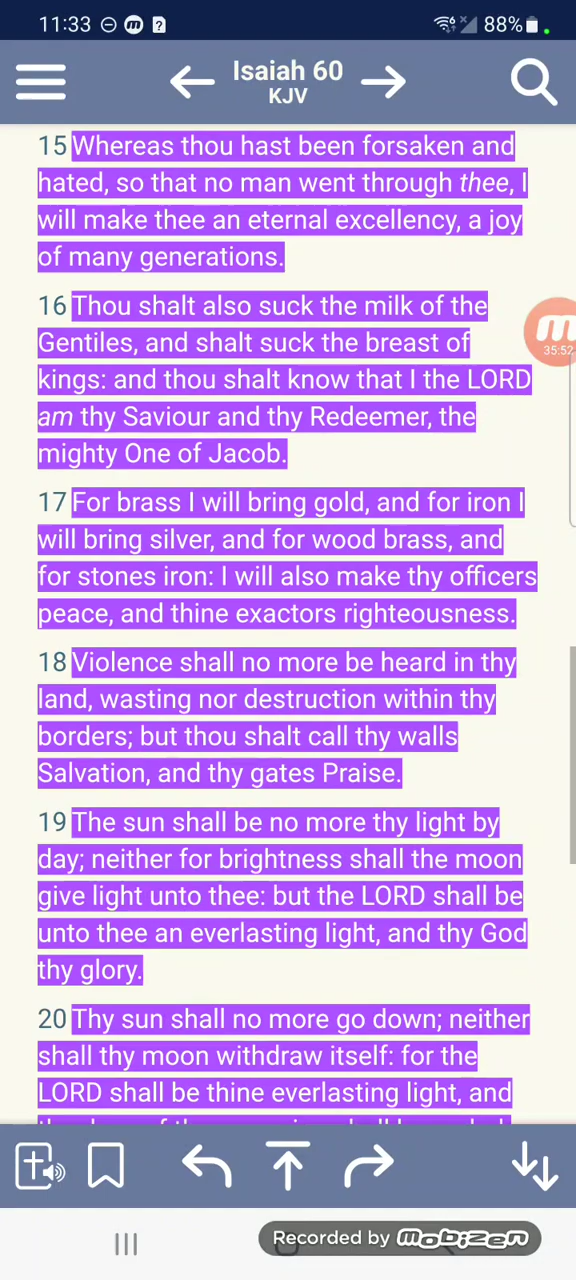 11:33
88%
Isaiah 60
KJV
15 Whereas thou hast been forsaken and
hated, so that no man went through thee, I
will make thee an eternal excellency, a joy
of many generations.
16 Thou shalt also suck the milk of the
Gentiles, and shalt suck the breast of
kings: and thou shalt know that I the LORD
am thy Saviour and thy Redeemer, the
mighty One of Jacob.
35:52
17 For brass I will bring gold, and for iron I
will bring silver, and for wood brass, and
for stones iron: I will also make thy officers
peace, and thine exactors righteousness.
18 Violence shall no more be heard in thy
land, wasting nor destruction within thy
borders; but thou shalt call thy walls
Salvation, and thy gates Praise.
19 The sun shall be no more thy light by
day; neither for brightness shall the moon
give light unto thee: but the LORD shall be
unto thee an everlasting light, and thy God
thy glory.
20 Thy sun shall no more go down; neither
shall thy moon withdraw itself: for the
LORD shall be thine everlasting light, and
Recorded by Mobizen